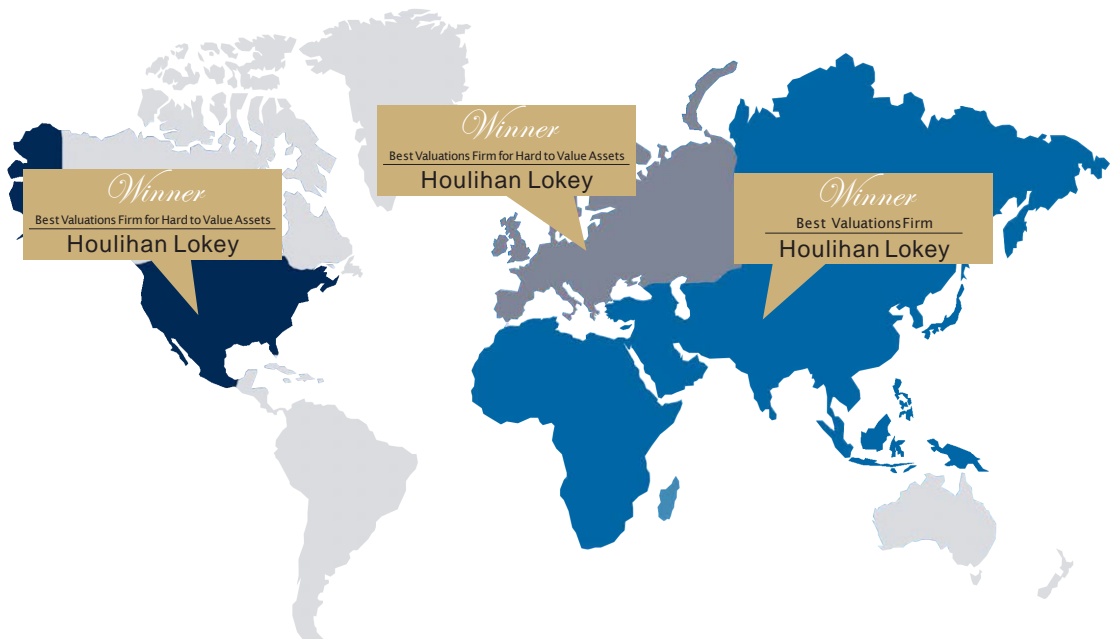 Winner
Best Valuations Firm for Hard to Value Assets
Houlihan Lokey
Winner
Best Valuations Firm for Hard to Value Assets
Houlihan Lokey
Winner
Best Valuations Firm
Houlihan Lokey